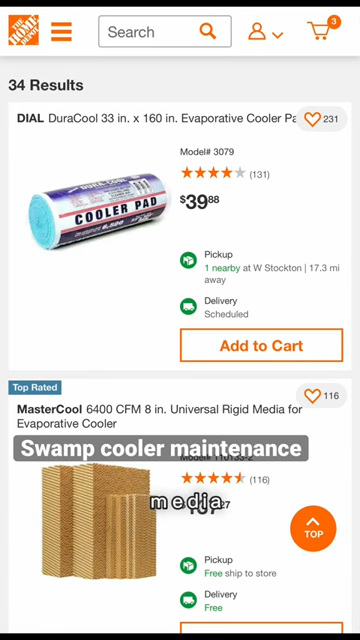 THE HOME DEPOT
Search
3
34 Results
DIAL DuraCool 33 in. x 160 in. Evaporative Cooler Pa
231
Model# 3079
(131)
$39 88
DURA-COOL
COOLER PAD
Pickup
1 nearby at W Stockton | 17.3 mi
away
Delivery
Scheduled
Add to Cart
Top Rated
116
MasterCool 6400 CFM 8 in. Universal Rigid Media for
Evaporative Cooler
Swamp cooler maintenance
(116)
media
27
TOP
Pickup
Free ship to store
Delivery
Free